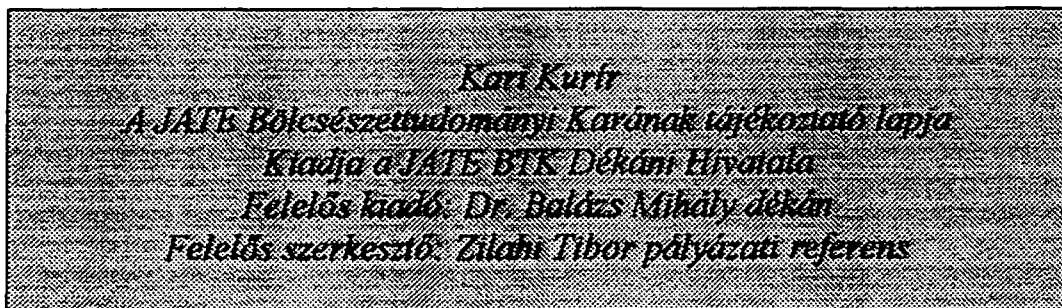 Kari Kurír
A JATE Bölcsészettudományi Karának tájékoztató lapja
Kiadja a JATE BTK Dékáni Hivatala
Felelős kiadó: Dr. Balázs Mihály dékán
Felelős szerkesztő: Zilahi Tibor pályázati referens